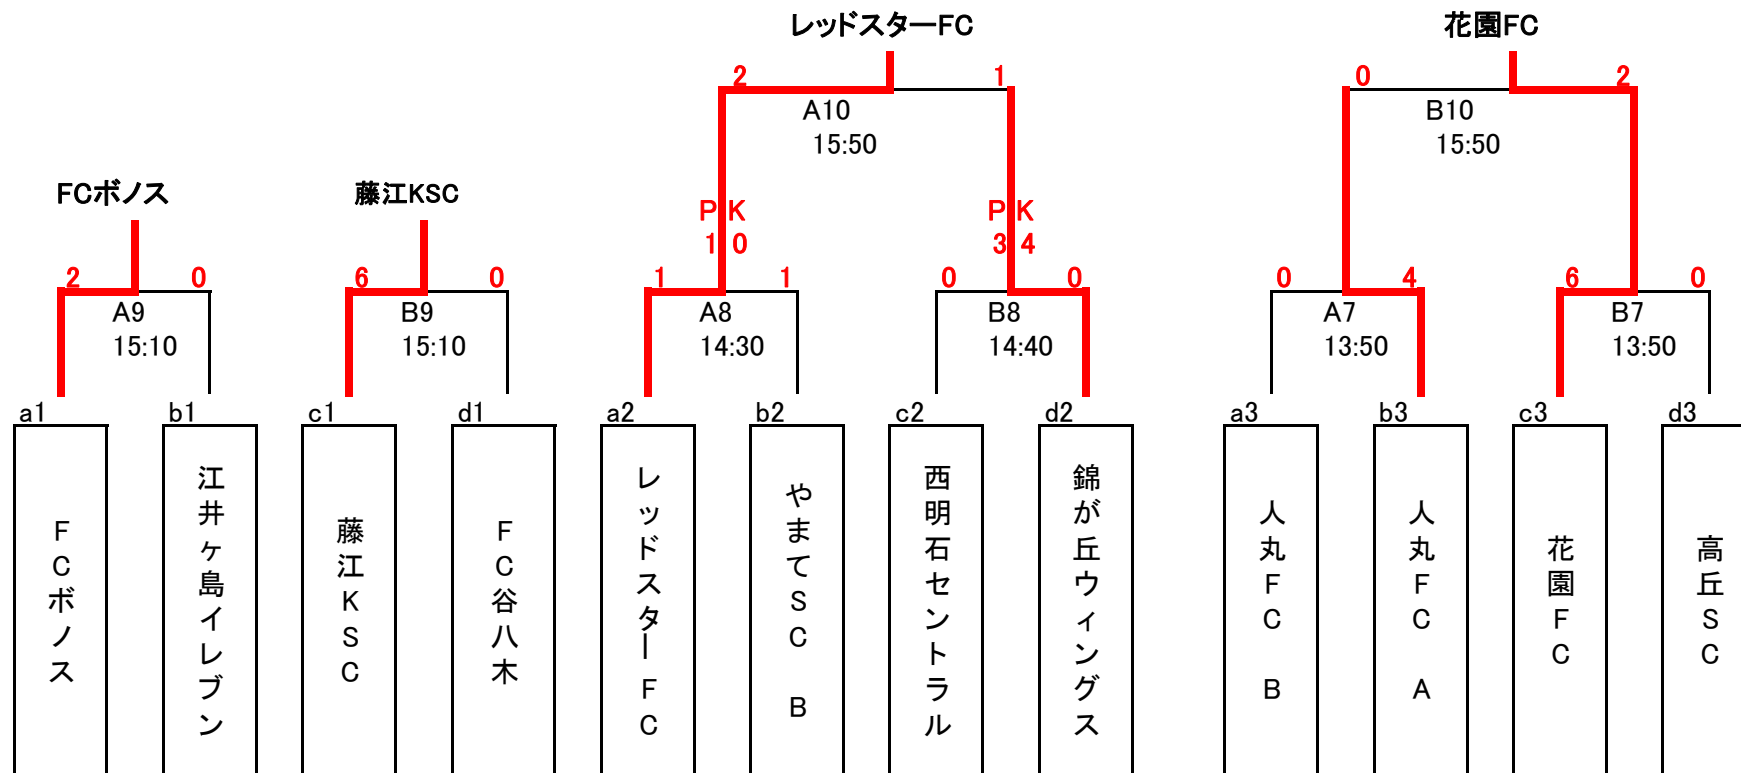 レッドスターFC 花園FC
2 1 0 2
A10 B10
15:50 15:50
FCボノス 藤江KSC
PK PK
1 0 3 4
2 0 6 0 1 1 0 0 0 4 6 0
A9 B9 A8 B8 A7 B7
15:10 15:10 14:30 14:40 13:50 13:50
a1 b1 c1 d1 a2 b2 c2 d2 a3 b3 c3 d3
FCボノス
江井ヶ島イレブン
藤江KSC
FC谷八木
レッドスターFC
やまてSC B
西明石セントラル
錦が丘ウィングス
人丸FC B
人丸FC A
花園FC
高丘SC